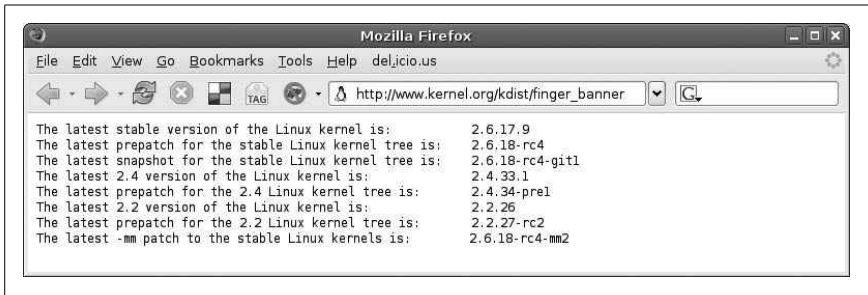 Mozilla Firefox
File Edit View Go Bookmarks Tools Help del.icio.us
TAG http://www.kernel.org/kdist/finger_banner G
The latest stable version of the Linux kernel is: 2.6.17.9
The latest prepatch for the stable Linux kernel tree is: 2.6.18-rc4
The latest snapshot for the stable Linux kernel tree is: 2.6.18-rc4-git1
The latest 2.4 version of the Linux kernel is: 2.4.33.1
The latest prepatch for the 2.4 Linux kernel tree is: 2.4.34-pre1
The latest 2.2 version of the Linux kernel is: 2.2.26
The latest prepatch for the 2.2 Linux kernel tree is: 2.2.27-rc2
The latest -mm patch to the stable Linux kernels is: 2.6.18-rc4-mm2